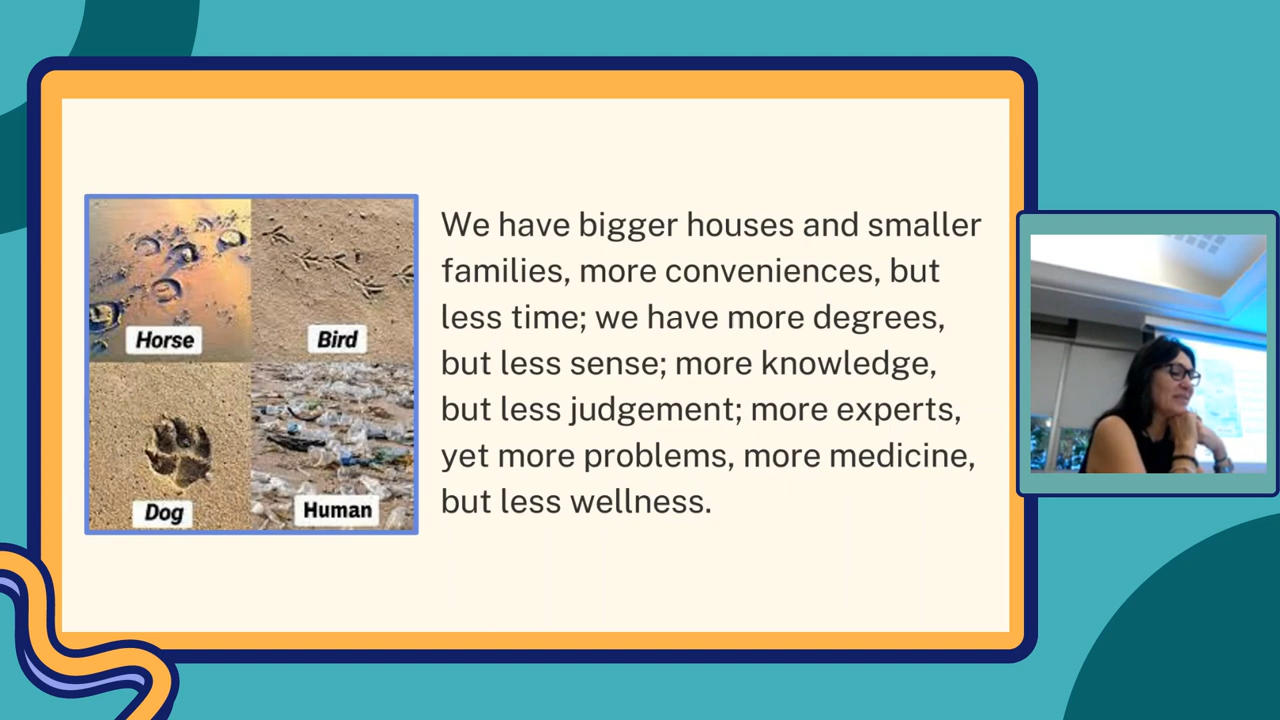 Horse
Bird
Dog
Human
We have bigger houses and smaller
families, more conveniences, but
less time; we have more degrees,
but less sense; more knowledge,
but less judgement; more experts,
yet more problems, more medicine,
but less wellness.